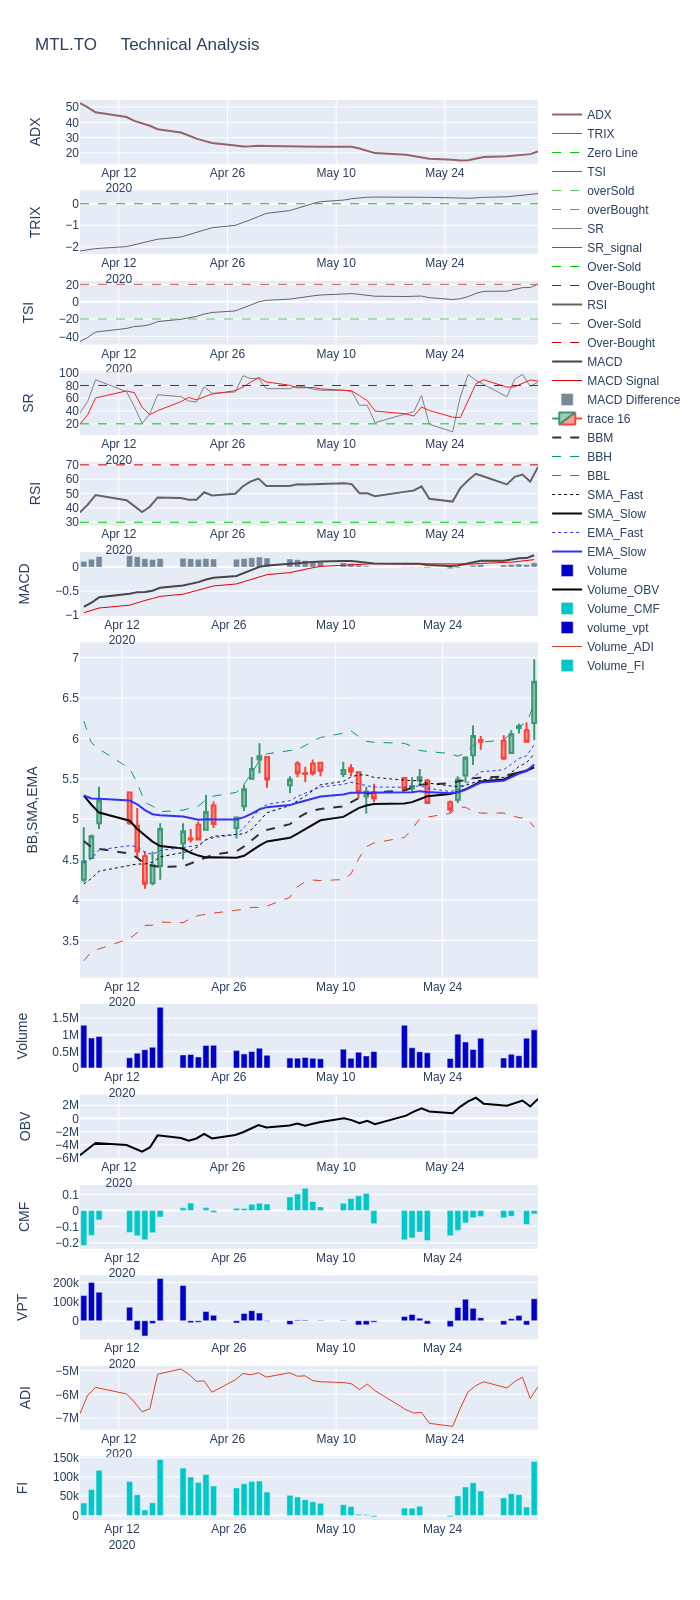 MTL.TO Technical Analysis
ADX
50
40
30
20
Apr 12
2020
Apr 26
May 10
May 24
TRIX
0
−1
−2
Apr 12
2020
Apr 26
May 10
May 24
TSI
20
0
−20
−40
Apr 12
2020
Apr 26
May 10
May 24
SR
100
80
60
40
20
Apr 12
2020
Apr 26
May 10
May 24
RSI
70
60
50
40
30
Apr 12
2020
Apr 26
May 10
May 24
MACD
0
−0.5
−1
Apr 12
2020
Apr 26
May 10
May 24
BB,SMA,EMA
7
6.5
6
5.5
5
4.5
4
3.5
Apr 12
2020
Apr 26
May 10
May 24
Volume
1.5M
1M
0.5M
0
Apr 12
2020
Apr 26
May 10
May 24
OBV
2M
0
−2M
−4M
−6M
Apr 12
2020
Apr 26
May 10
May 24
CMF
0.1
0
−0.1
−0.2
Apr 12
2020
Apr 26
May 10
May 24
VPT
200k
100k
0
Apr 12
2020
Apr 26
May 10
May 24
ADI
−5M
−6M
−7M
Apr 12
2020
Apr 26
May 10
May 24
FI
150k
100k
50k
0
Apr 12
2020
Apr 26
May 10
May 24
ADX
TRIX
Zero Line
TSI
overSold
overBought
SR
SR_signal
Over-Sold
Over-Bought
RSI
Over-Sold
Over-Bought
MACD
MACD Signal
MACD Difference
trace 16
BBM
BBH
BBL
SMA_Fast
SMA_Slow
EMA_Fast
EMA_Slow
Volume
Volume_OBV
Volume_CMF
volume_vpt
Volume_ADI
Volume_FI